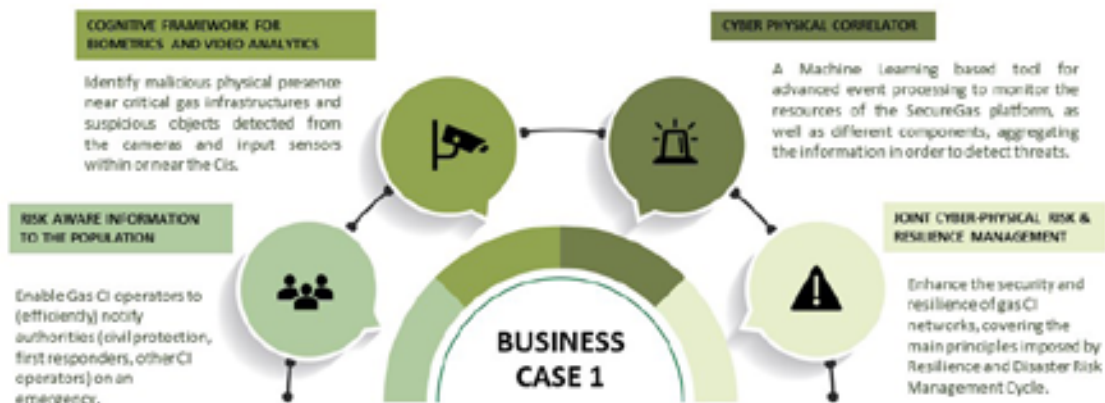 COGNITIVE FRAMEWORK FOR
BIOMETRICS AND VIDEO ANALYTICS
Identify malicious physical presence
near critical gas infrastructures and
suspicious objects detected from
the cameras and input sensors
within or near the CIs.
CYBER PHYSICAL CORRELATOR
A Machine Learning based tool for
advanced event processing to monitor the
resources of the SecureGas platform, as
well as different components, aggregating
the information in order to detect threats.
RISK AWARE INFORMATION
TO THE POPULATION
Enable Gas CI operators to
(efficiently) notify
authorities (civil protection,
first responders, other CI
operators) on an
emergency.
JOINT CYBER-PHYSICAL RISK &
RESILIENCE MANAGEMENT
Enhance the security and
resilience of gas CI
networks, covering the
main principles imposed by
Resilience and Disaster Risk
Management Cycle.
BUSINESS
CASE 1